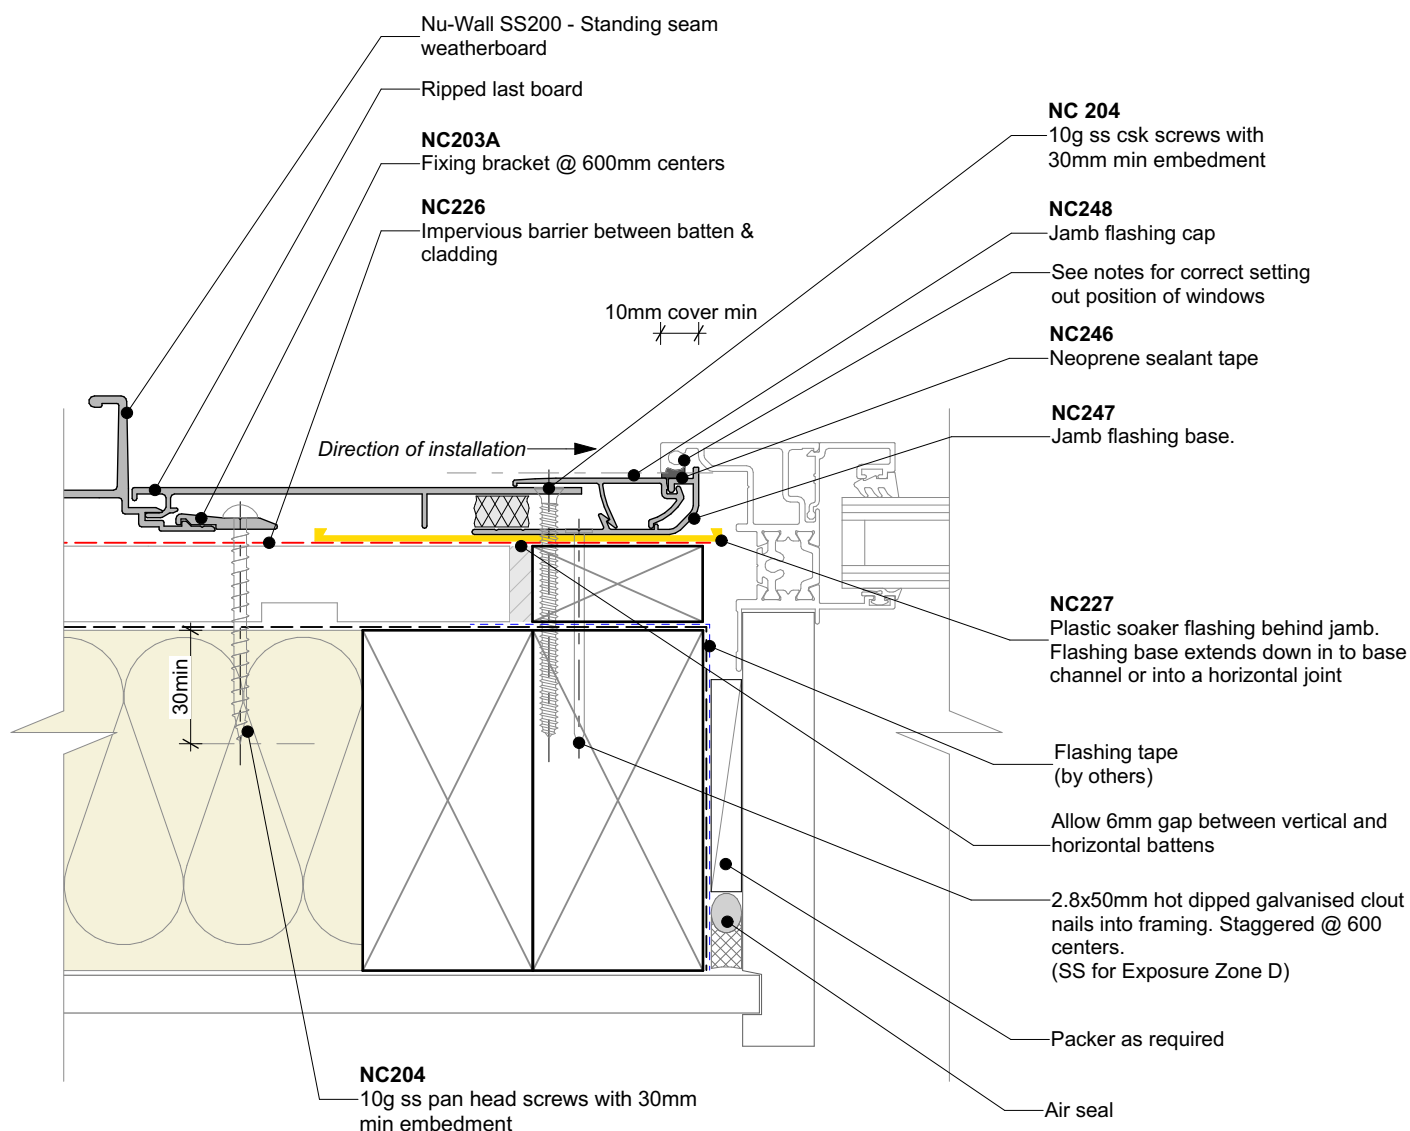 Nu-Wall SS200 - Standing seam
weatherboard
Ripped last board
NC203A
Fixing bracket @ 600mm centers
NC226
Impervious barrier between batten &
cladding
NC 204
10g ss csk screws with
30mm min embedment
NC248
Jamb flashing cap
See notes for correct setting
out position of windows
10mm cover min
NC246
Neoprene sealant tape
NC247
Jamb flashing base.
Direction of installation
NC227
Plastic soaker flashing behind jamb.
Flashing base extends down in to base
channel or into a horizontal joint
30min
Flashing tape
(by others)
Allow 6mm gap between vertical and
horizontal battens
2.8x50mm hot dipped galvanised clout
nails into framing. Staggered @ 600
centers.
(SS for Exposure Zone D)
Packer as required
NC204
10g ss pan head screws with 30mm
min embedment
Air seal